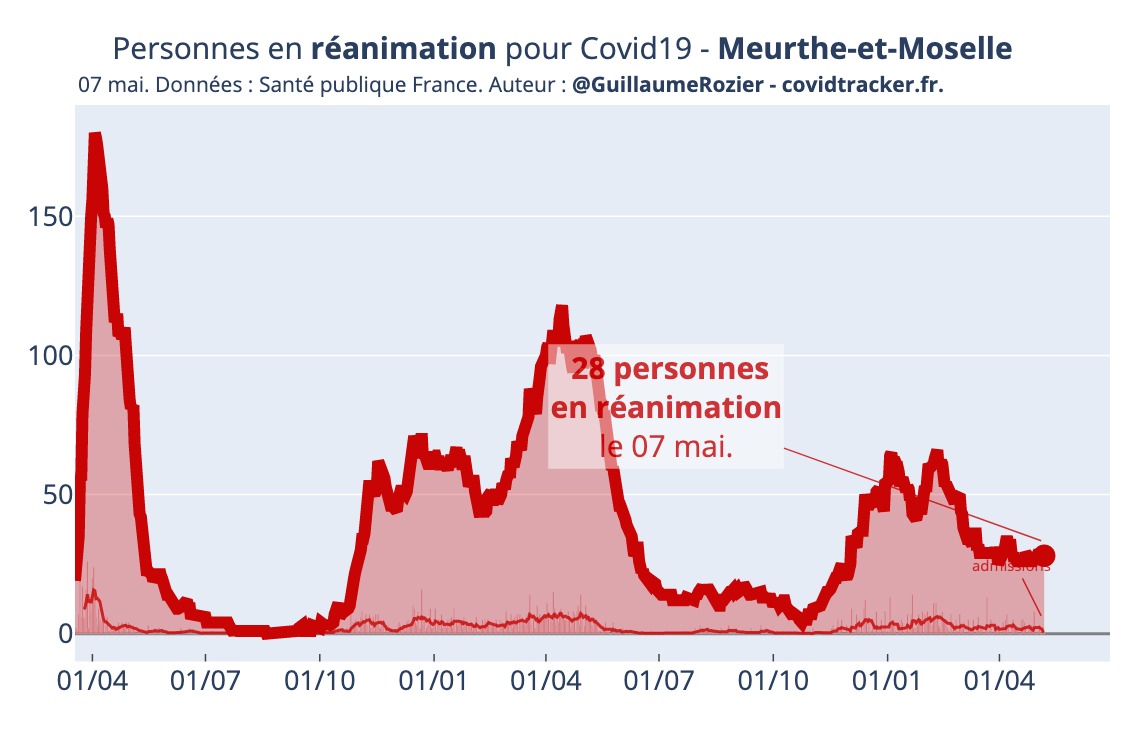 Personnes en réanimation pour Covid19 - Meurthe-et-Moselle
07 mai. Données : Santé publique France. Auteur : @GuillaumeRozier - covidtracker.fr.
150
100
50
0
28 personnes
en réanimation
le 07 mai.
admissions
01/04 01/07 01/10 01/01 01/04 01/07 01/10 01/01 01/04